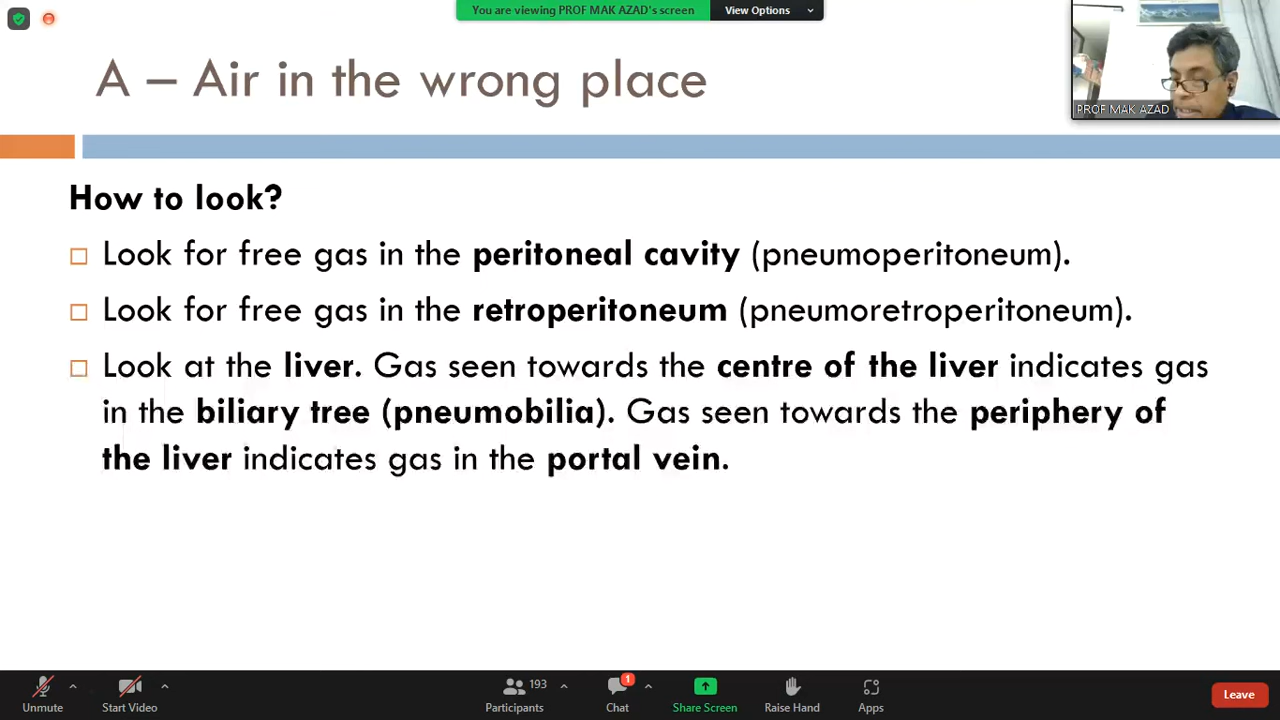 You are viewing PROF MAK AZAD's screen
View Options
A – Air in the wrong place
PROF MAK AZAD
How to look?
Look for free gas in the peritoneal cavity (pneumoperitoneum).
Look for free gas in the retroperitoneum (pneumoretroperitoneum).
Look at the liver. Gas seen towards the centre of the liver indicates gas
in the biliary tree (pneumobilia). Gas seen towards the periphery of
the liver indicates gas in the portal vein.
193
1
Unmute
Start Video
Participants
Chat
Share Screen
Raise Hand
Apps
Leave